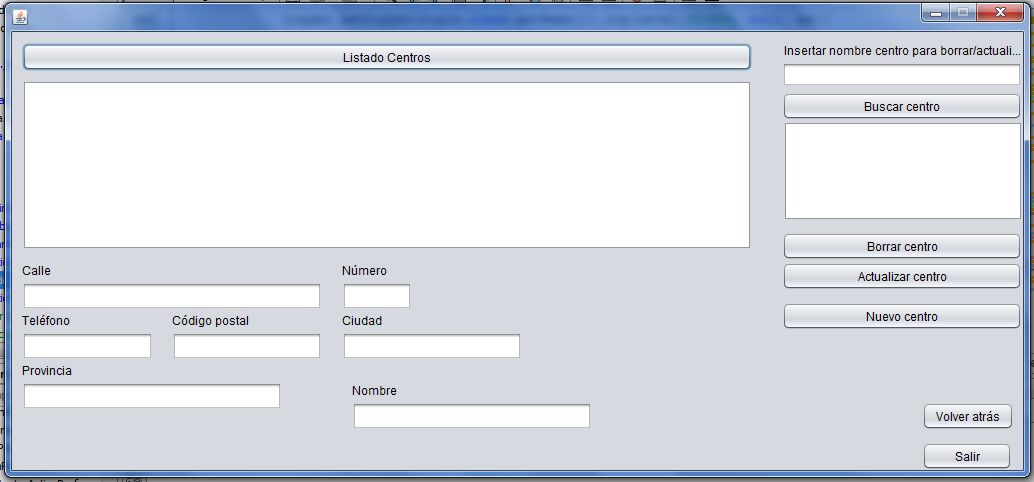 Listado Centros
Insertar nombre centro para borrar/actuali...
Buscar centro
Borrar centro
Actualizar centro
Nuevo centro
Calle
Número
Teléfono
Código postal
Ciudad
Provincia
Nombre
Volver atrás
Salir